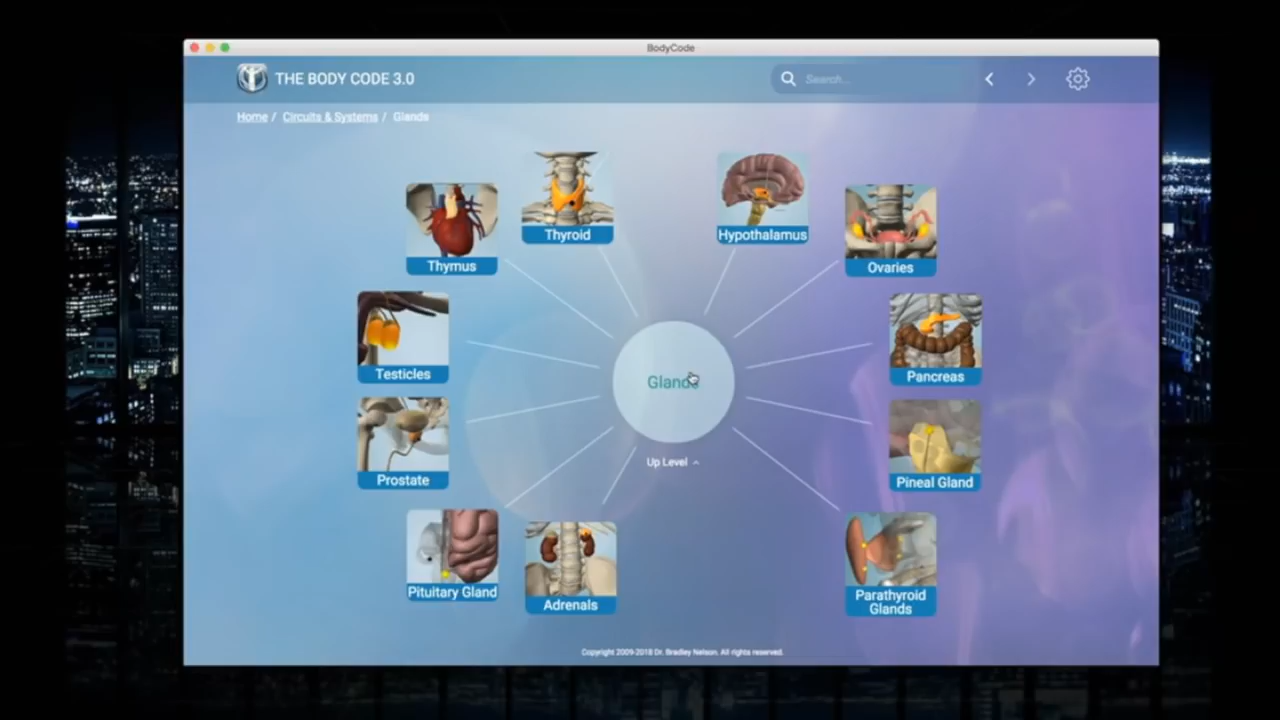 BodyCode
THE BODY CODE 3.0
Search...
Home / Circuits & Systems / Glands
Thymus
Thyroid
Hypothalamus
Ovaries
Testicles
Pancreas
Glands
Prostate
Up Level
Pineal Gland
Pituitary Gland
Adrenals
Parathyroid
Glands
Copyright 2009-2018 Dr. Bradley Nelson. All rights reserved.